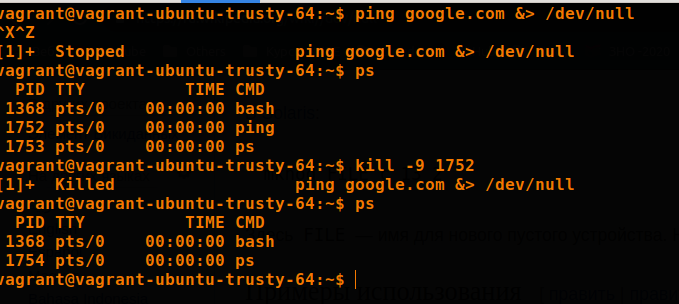 vagrant@vagrant-ubuntu-trusty-64:~$ ping google.com &> /dev/null
^X^Z
[1]+  Stopped                 ping google.com &> /dev/null
vagrant@vagrant-ubuntu-trusty-64:~$ ps
  PID TTY          TIME CMD
 1368 pts/0    00:00:00 bash
 1752 pts/0    00:00:00 ping
 1753 pts/0    00:00:00 ps
vagrant@vagrant-ubuntu-trusty-64:~$ kill -9 1752
[1]+  Killed                  ping google.com &> /dev/null
vagrant@vagrant-ubuntu-trusty-64:~$ ps
  PID TTY          TIME CMD
 1368 pts/0    00:00:00 bash
 1754 pts/0    00:00:00 ps
vagrant@vagrant-ubuntu-trusty-64:~$